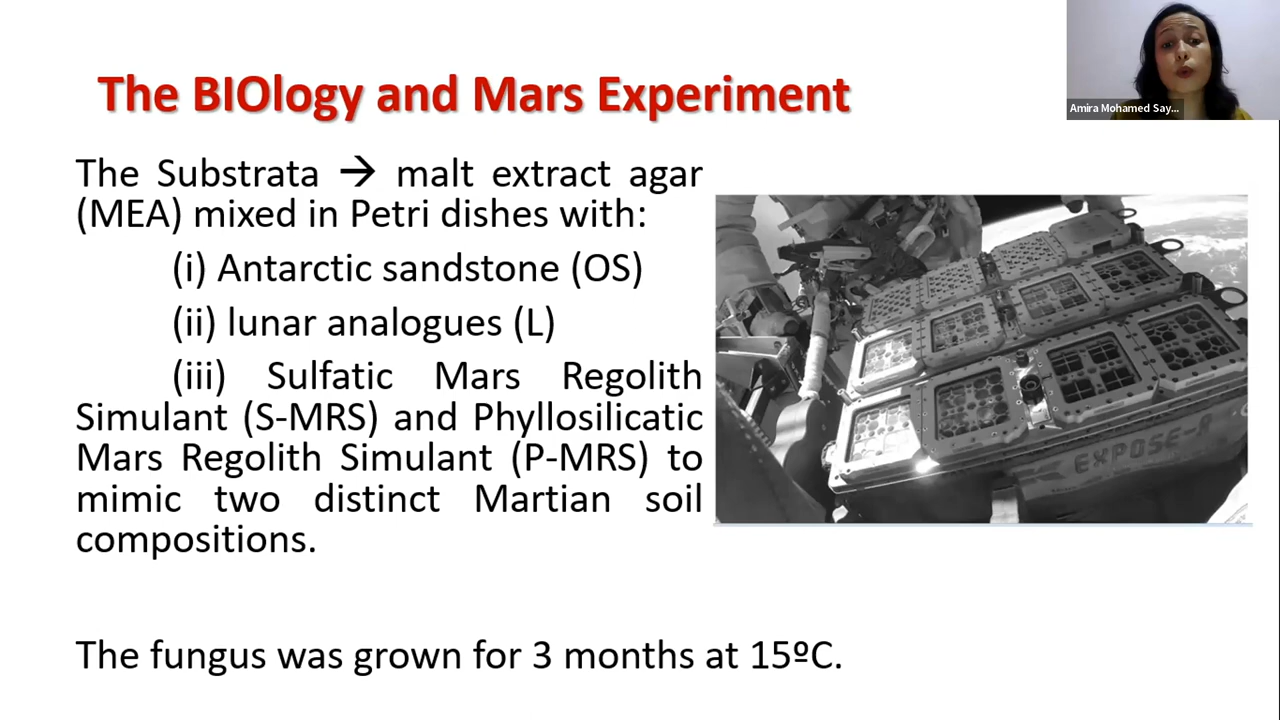 The BIOlogy and Mars Experiment
Amira Mohamed Say...
The Substrata → malt extract agar
(MEA) mixed in Petri dishes with:
(i) Antarctic sandstone (OS)
(ii) lunar analogues (L)
(iii) Sulfatic Mars Regolith
Simulant (S-MRS) and Phyllosilicatic
Mars Regolith Simulant (P-MRS) to
mimic two distinct Martian soil
compositions.
EXPOSE-R
The fungus was grown for 3 months at 15ºC.